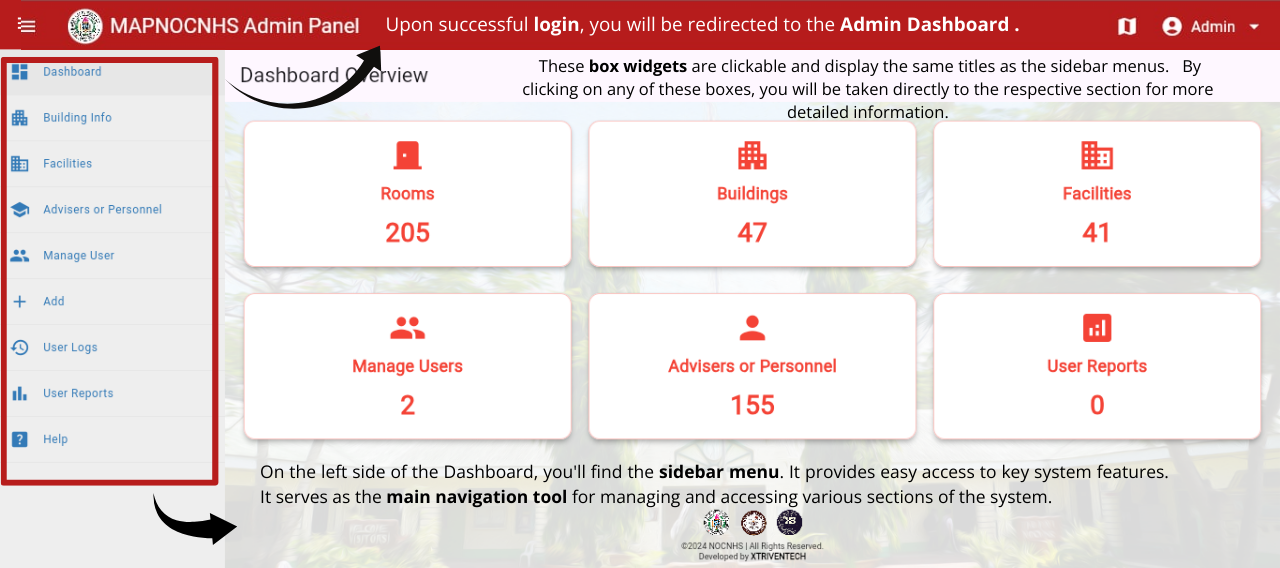 MAPNOCNHS Admin Panel
Upon successful login, you will be redirected to the Admin Dashboard .
Admin
Dashboard
Building Info
Facilities
Advisers or Personnel
Manage User
Add
User Logs
User Reports
Help
Dashboard Overview
These box widgets are clickable and display the same titles as the sidebar menus. By
clicking on any of these boxes, you will be taken directly to the respective section for more
detailed information.
Rooms
205
Buildings
47
Facilities
41
Manage Users
2
Advisers or Personnel
155
User Reports
0
On the left side of the Dashboard, you'll find the sidebar menu. It provides easy access to key system features.
It serves as the main navigation tool for managing and accessing various sections of the system.
WELCOME
VISITORS!
©2024 NOCNHS | All Rights Reserved.
Developed by XTRIVENTECH